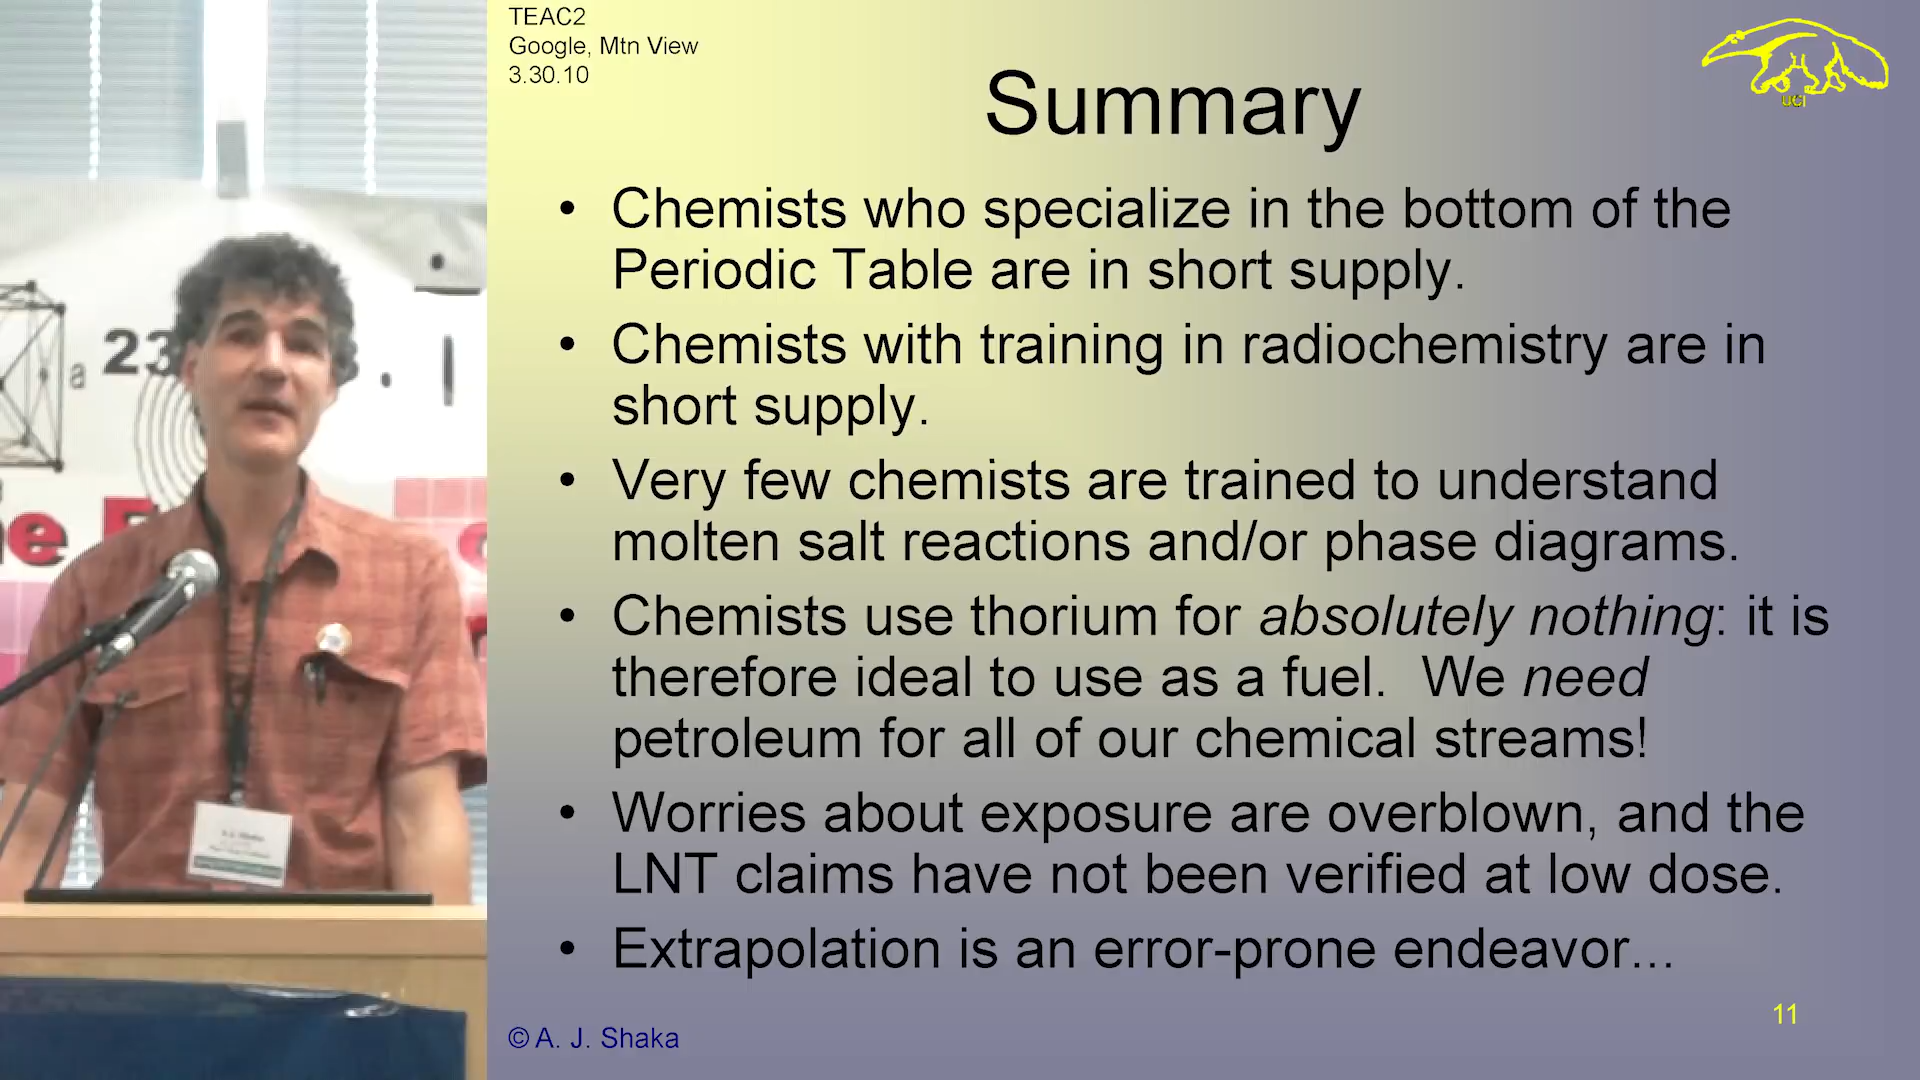 TEAC2
Google, Mtn View
3.30.10
UCI
Summary
• Chemists who specialize in the bottom of the
Periodic Table are in short supply.
• Chemists with training in radiochemistry are in
short supply.
• Very few chemists are trained to understand
molten salt reactions and/or phase diagrams.
• Chemists use thorium for absolutely nothing: it is
therefore ideal to use as a fuel. We need
petroleum for all of our chemical streams!
• Worries about exposure are overblown, and the
LNT claims have not been verified at low dose.
• Extrapolation is an error-prone endeavor...
11
© A. J. Shaka
a 23